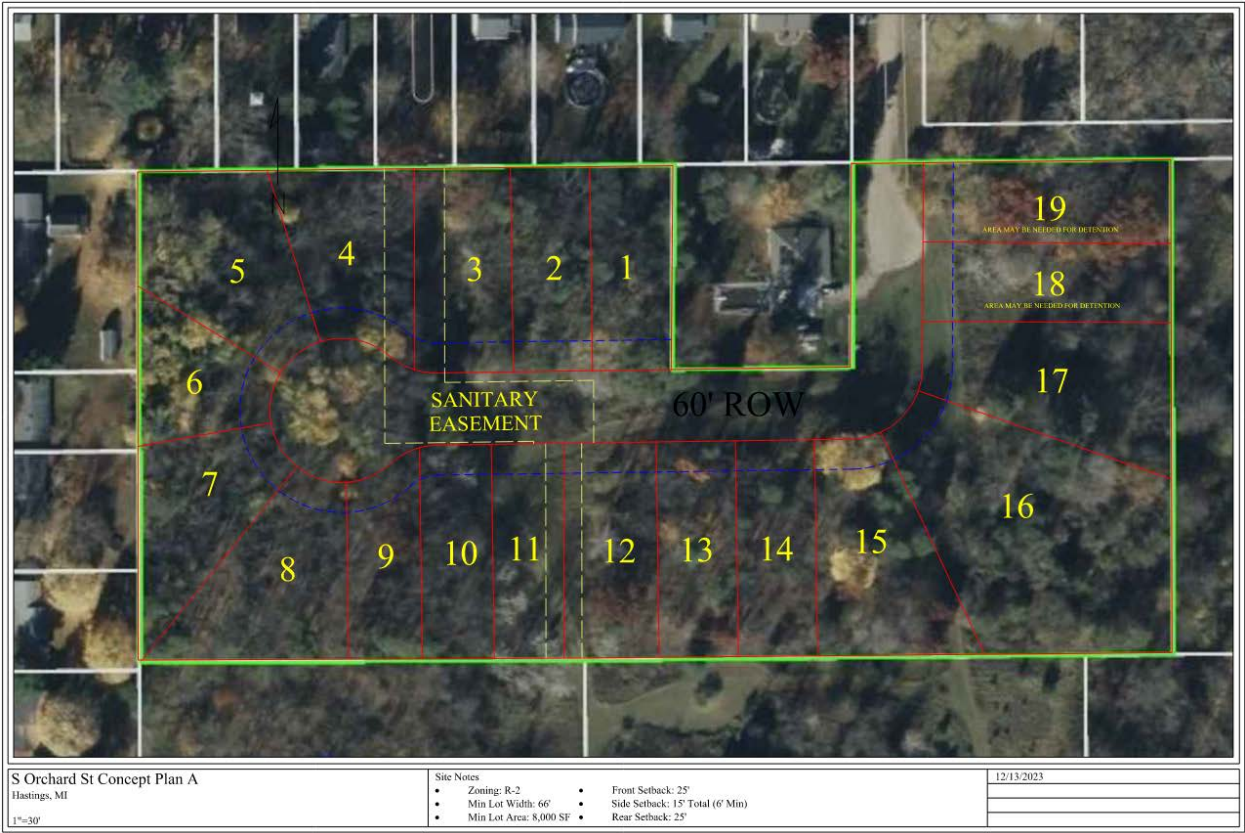 19
AREA MAY BE NEEDED FOR DETENTION
4
5
3
2
1
18
AREA MAY BE NEEDED FOR DETENTION
6
17
SANITARY
EASEMENT
60' ROW
7
16
8
9
10
11
12
13
14
15
S Orchard St Concept Plan A
Hastings, MI
1"=30'
Site Notes
• Zoning: R-2
• Min Lot Width: 66'
• Min Lot Area: 8,000 SF
• Front Setback: 25'
• Side Setback: 15' Total (6' Min)
• Rear Setback: 25'
12/13/2023